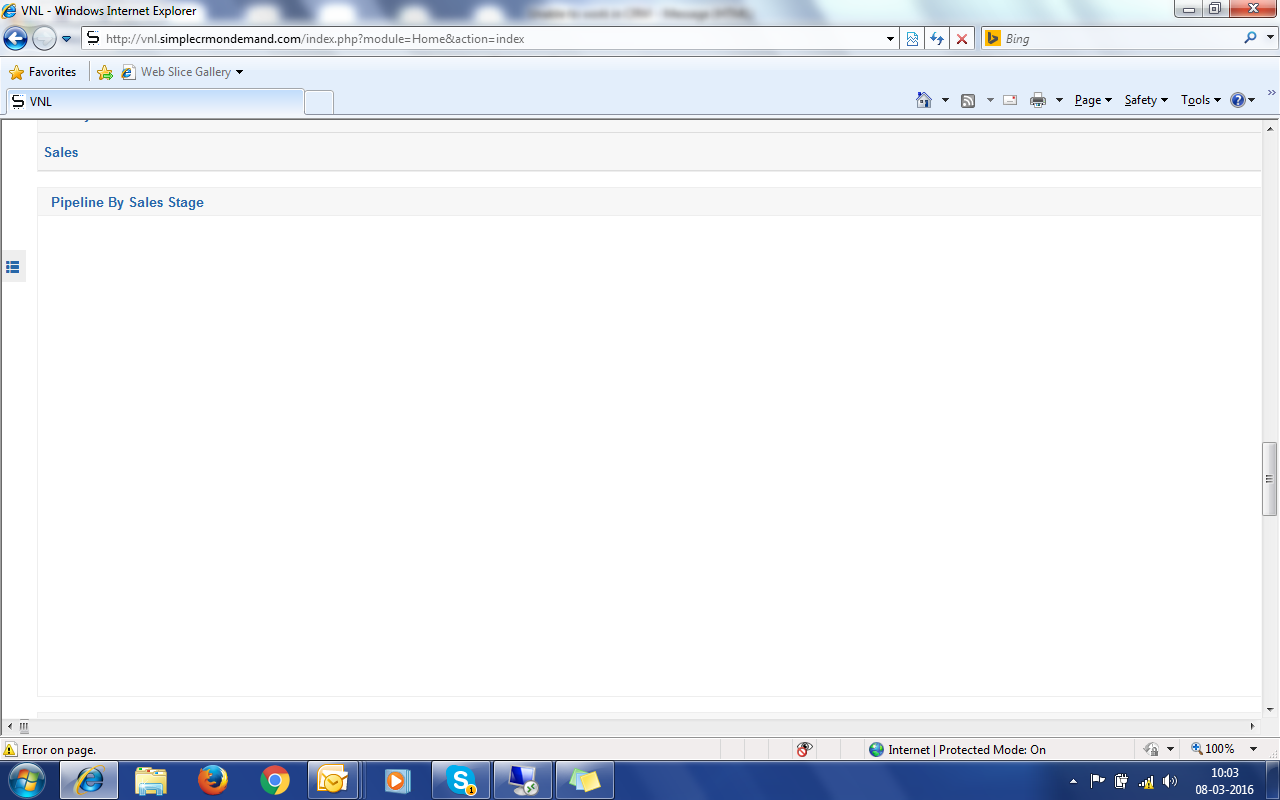 VNL - Windows Internet Explorer
http://vnl.simplecrmondemand.com/index.php?module=Home&action=index
Bing
Favorites
Web Slice Gallery
VNL
Page
Safety
Tools
Sales
Pipeline By Sales Stage
Error on page.
Internet | Protected Mode: On
100%
1
10:03
08-03-2016